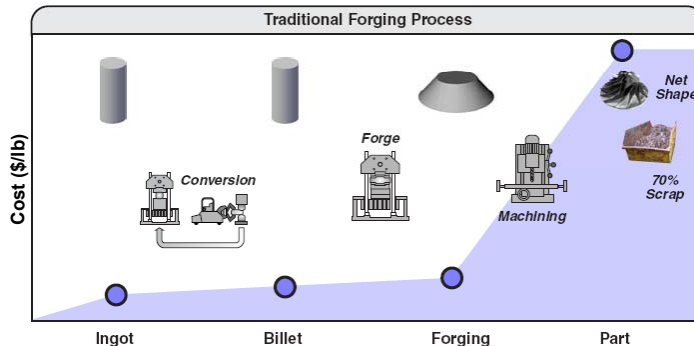 Traditional Forging Process
Cost ($/lb)
Conversion
Forge
Machining
Net
Shape
70%
Scrap
Ingot
Billet
Forging
Part